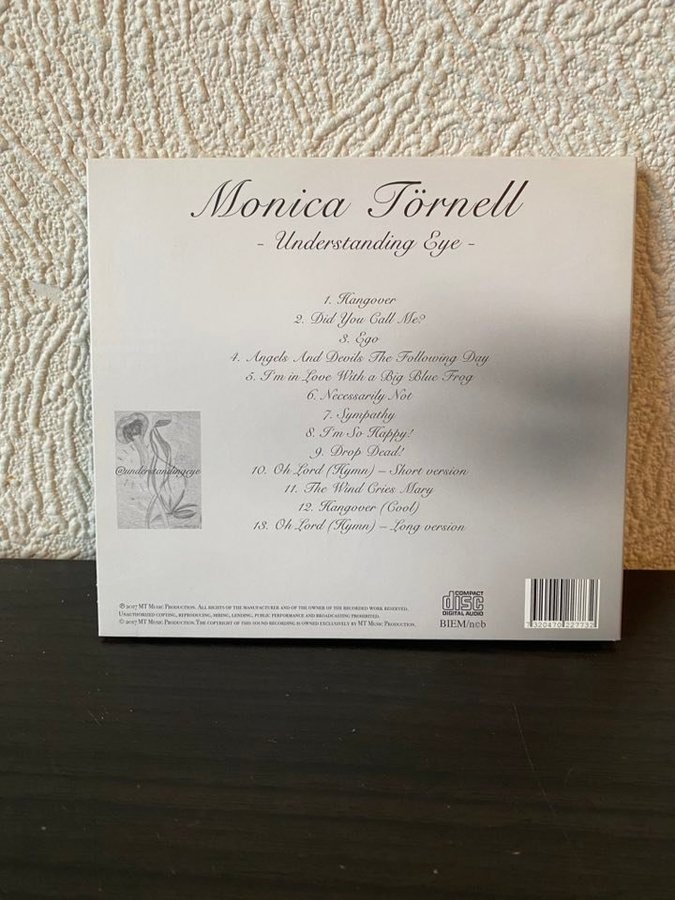 Monica Törnell
- Understanding Eye -
1. Hangover
2. Did You Call Me?
3. Ego
4. Angels And Devils The Following Day
5. I'm in Love With a Big Blue Frog
6. Necessarily Not
7. Sympathy
8. I'm So Happy!
9. Drop Dead!
10. Oh Lord (Hymn) – Short version
11. The Wind Cries Mary
12. Hangover (Cool)
13. Oh Lord (Hymn) – Long version
@understandingeye
℗ 2017 MT Music Production. All rights of the manufacturer and of the owner of the recorded work reserved.
Unauthorized copying, reproducing, hiring, lending, public performance and broadcasting prohibited.
© 2017 MT Music Production. The copyright of this sound recording is owned exclusively by MT Music Production.
COMPACT
disc
DIGITAL AUDIO
BIEM/n©b
7 320470 227732